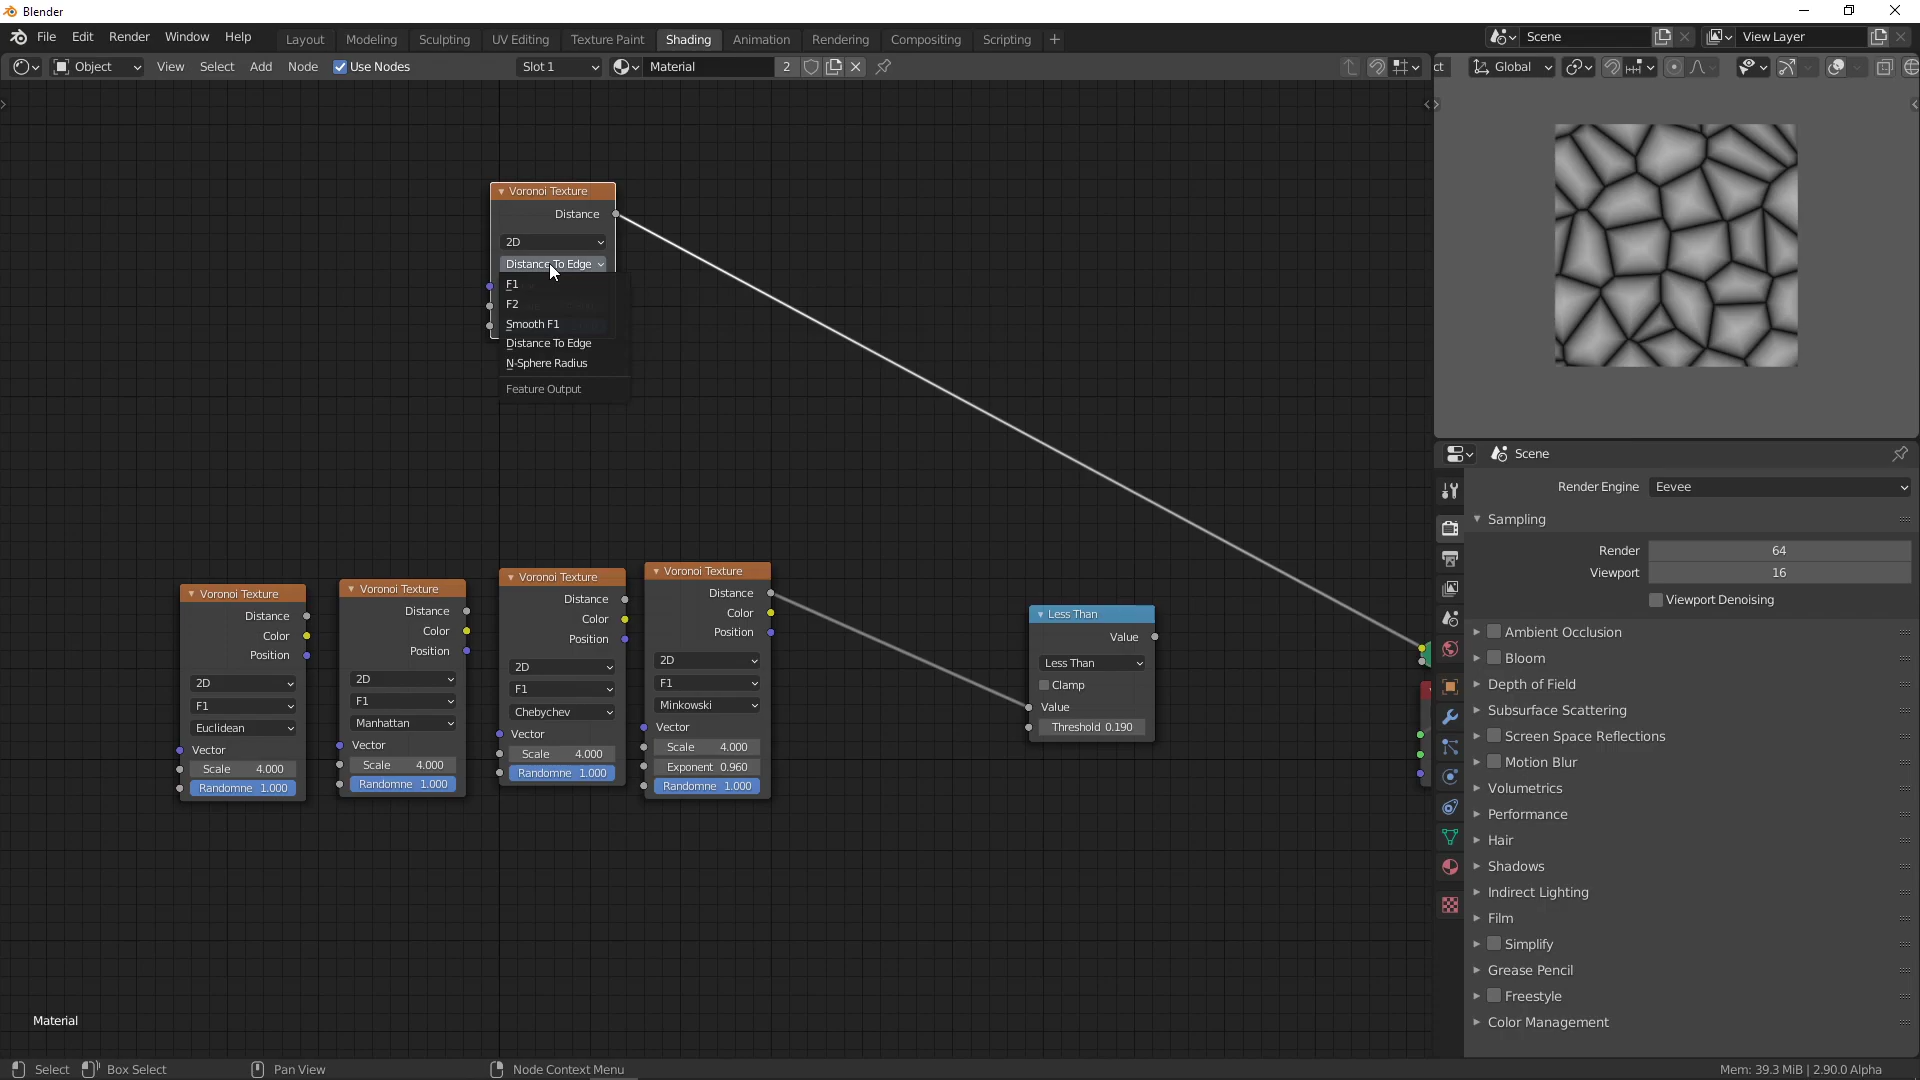 Blender
File Edit Render Window Help Layout Modeling Sculpting UV Editing Texture Paint Shading Animation Rendering Compositing Scripting + Scene View Layer
Object View Select Add Node Use Nodes Slot 1 Material 2 ct Global
Voronoi Texture
Distance
2D
Distance To Edge
F1
F2
Smooth F1
Distance To Edge
N-Sphere Radius
Feature Output
Voronoi Texture
Distance
Color
Position
2D
F1
Euclidean
Vector
Scale 4.000
Randomne 1.000
Voronoi Texture
Distance
Color
Position
2D
F1
Manhattan
Vector
Scale 4.000
Randomne 1.000
Voronoi Texture
Distance
Color
Position
2D
F1
Chebychev
Vector
Scale 4.000
Randomne 1.000
Voronoi Texture
Distance
Color
Position
2D
F1
Minkowski
Vector
Scale 4.000
Exponent 0.960
Randomne 1.000
Less Than
Value
Less Than
Clamp
Value
Threshold 0.190
Scene
Render Engine Eevee
Sampling
Render 64
Viewport 16
Viewport Denoising
Ambient Occlusion
Bloom
Depth of Field
Subsurface Scattering
Screen Space Reflections
Motion Blur
Volumetrics
Performance
Hair
Shadows
Indirect Lighting
Film
Simplify
Grease Pencil
Freestyle
Color Management
Material
Select Box Select Pan View Node Context Menu Mem: 39.3 MiB | 2.90.0 Alpha